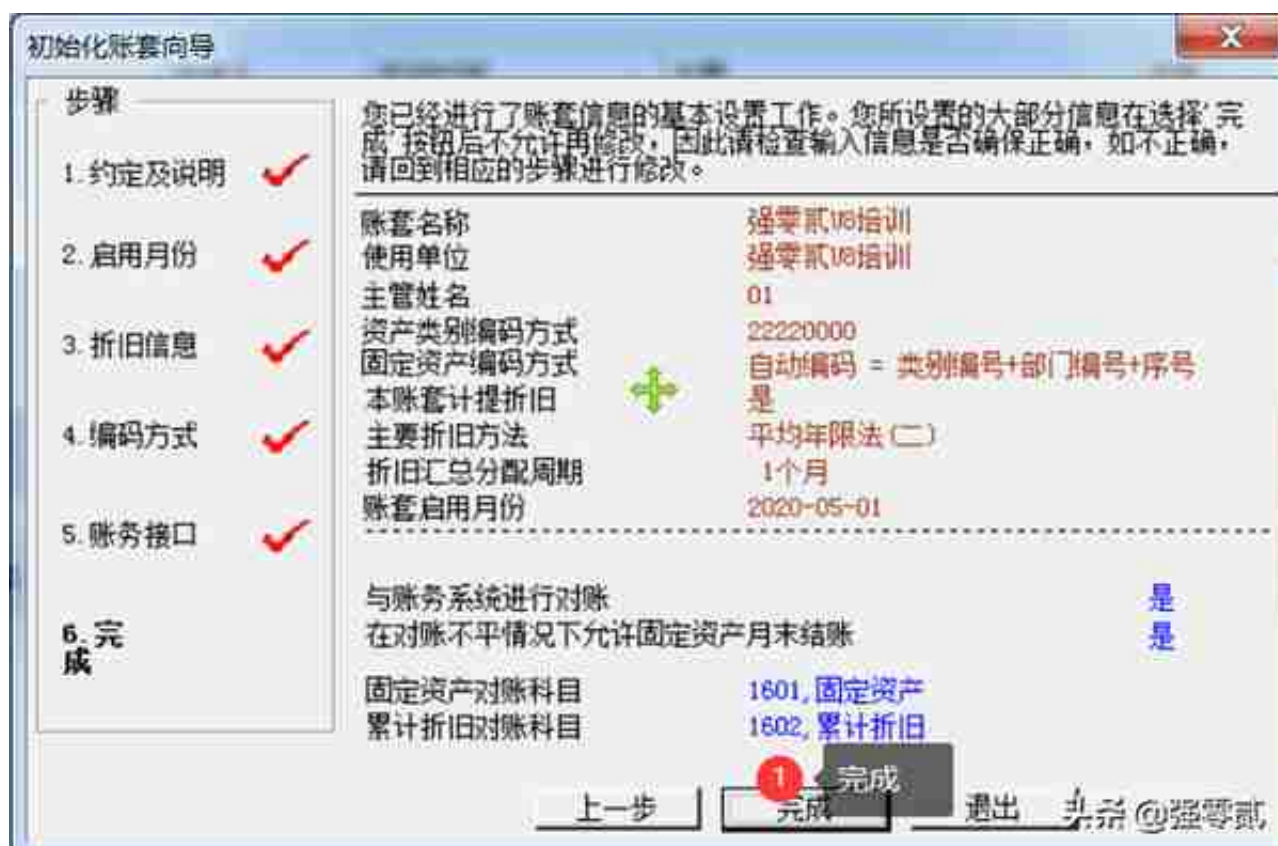 初始化账套向导
步骤
1.约定及说明
2.启用月份
3.折旧信息
4.编码方式
5.账务接口
6.完
成
您已经进行了账套信息的基本设置工作。您所设置的大部分信息在选择'完
成'按钮后不允许再修改，因此请检查输入信息是否确保正确，如不正确，
请回到相应的步骤进行修改。
账套名称 强零贰U8培训
使用单位 强零贰U8培训
主管姓名 01
资产类别编码方式 22220000
固定资产编码方式 自动编码 = 类别编号+部门编号+序号
本账套计提折旧 是
主要折旧方法 平均年限法(二)
折旧汇总分配周期 1个月
账套启用月份 2020-05-01
与账务系统进行对账 是
在对账不平情况下允许固定资产月末结账 是
固定资产对账科目 1601,固定资产
累计折旧对账科目 1602,累计折旧
1 完成
上一步 完成 退出
头条 @强零贰